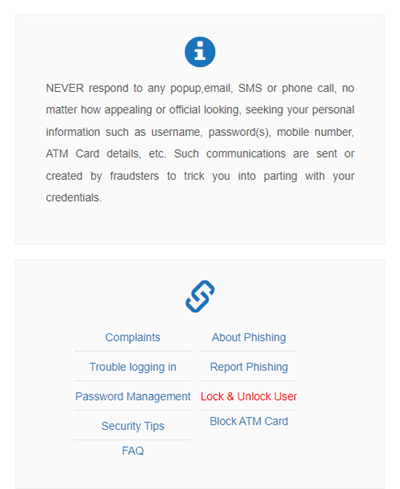 NEVER respond to any popup,email, SMS or phone call, no
matter how appealing or official looking, seeking your personal
information such as username, password(s), mobile number,
ATM Card details, etc. Such communications are sent or
created by fraudsters to trick you into parting with your
credentials.
Complaints
About Phishing
Trouble logging in
Report Phishing
Password Management
Lock & Unlock User
Security Tips
Block ATM Card
FAQ